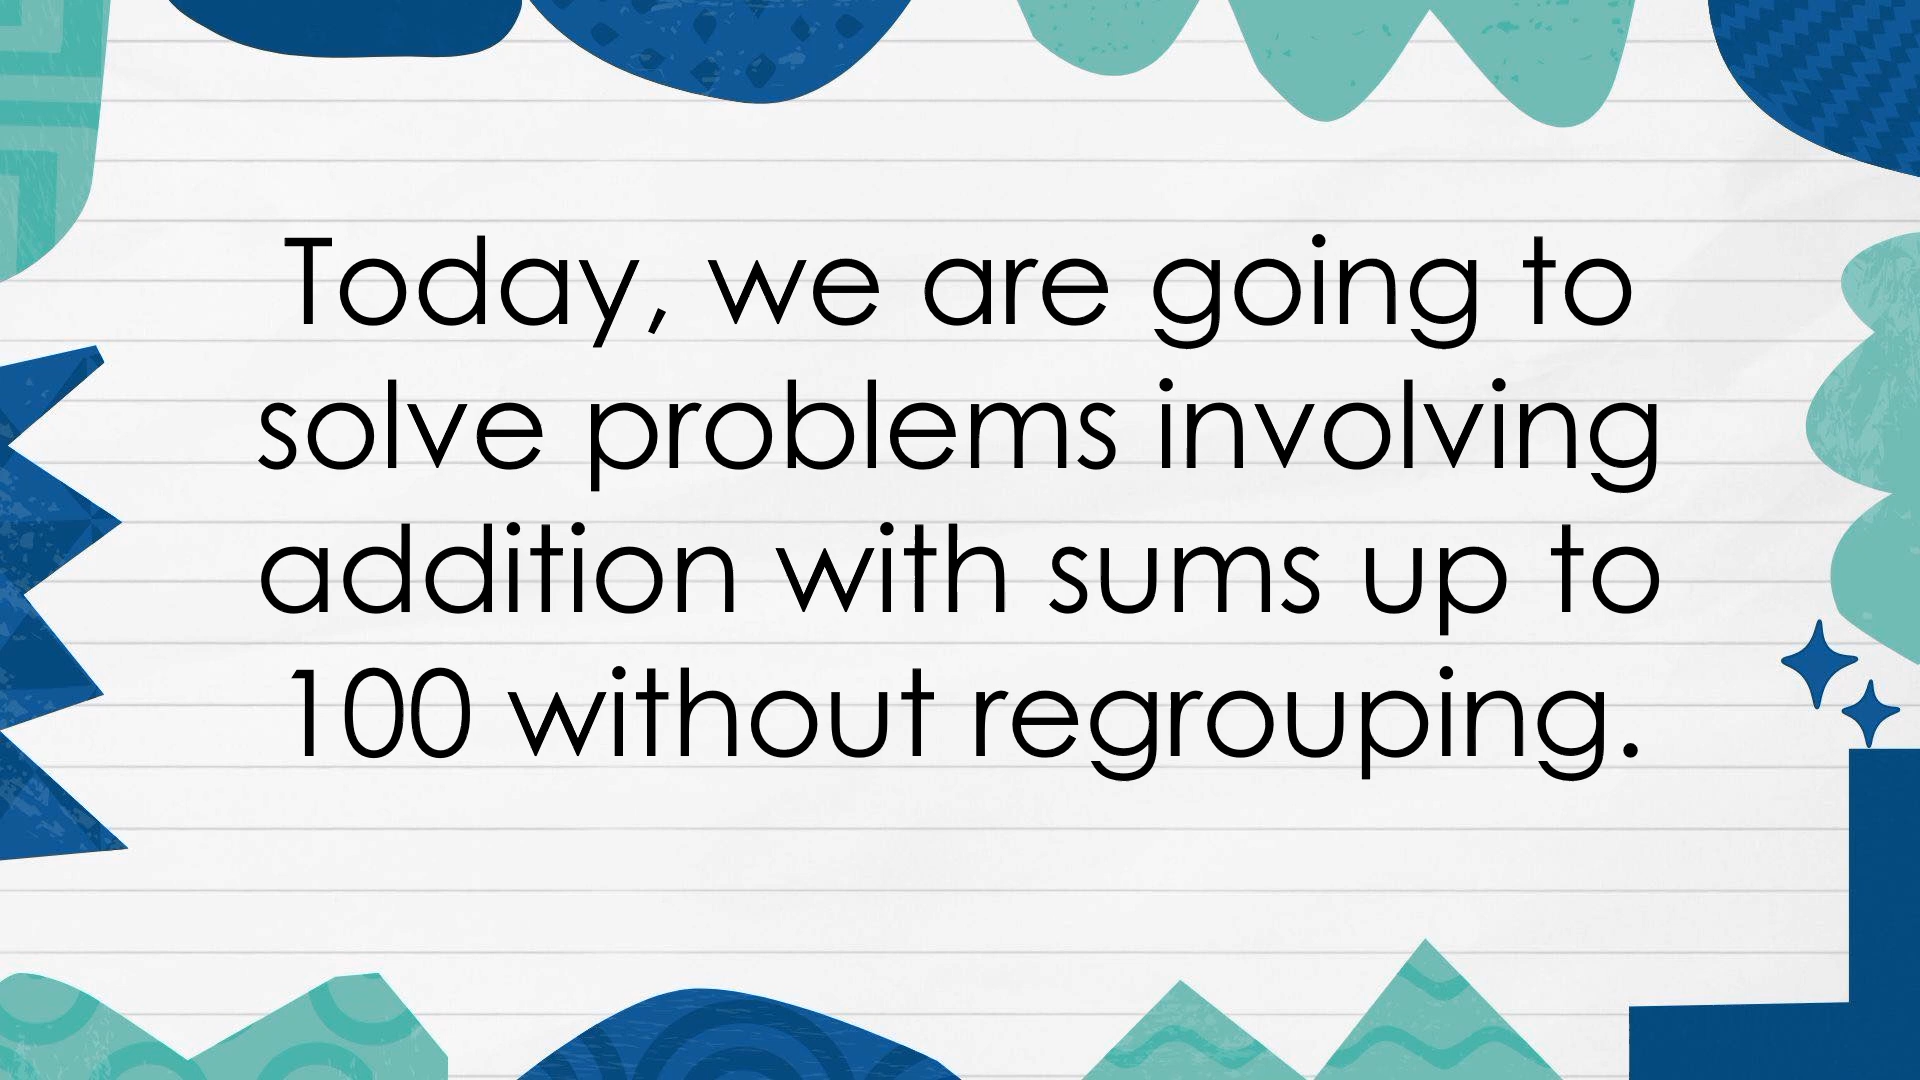 Today, we are going to
solve problems involving
addition with sums up to
100 without regrouping.